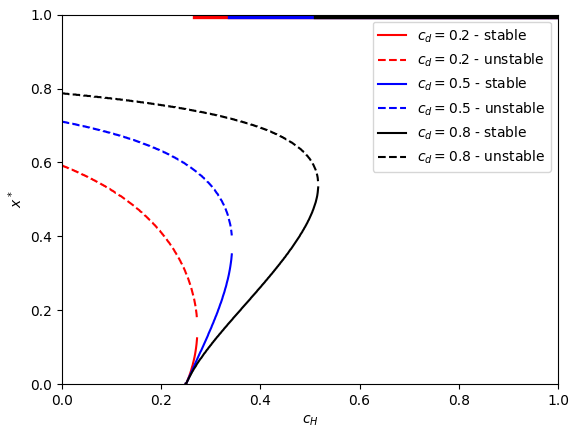 1.0
0.8
0.6
0.4
0.2
0.0
x*
0.0 0.2 0.4 0.6 0.8 1.0
c_H
c_d = 0.2 - stable
c_d = 0.2 - unstable
c_d = 0.5 - stable
c_d = 0.5 - unstable
c_d = 0.8 - stable
c_d = 0.8 - unstable